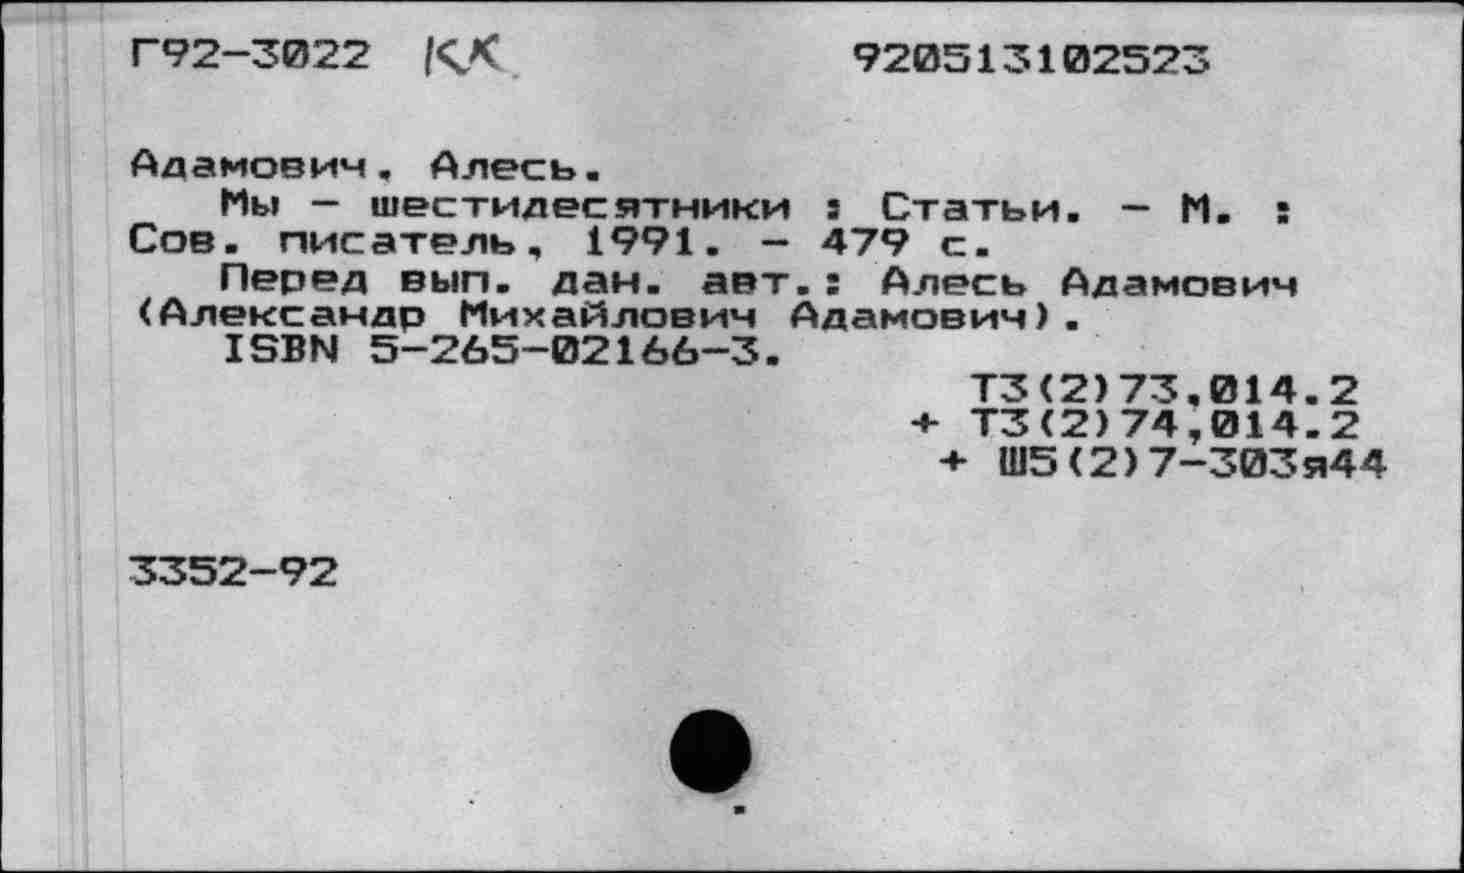 Г92-3022 КК 920513102523
Адамович, Алесь.
Мы - шестидесятники : Статьи. - М. :
Сов. писатель, 1991. - 479 с.
Перед вып. дан. авт.: Алесь Адамович
(Александр Михайлович Адамович).
ISBN 5-265-02166-3.
Т3(2)73,014.2
+ Т3(2)74,014.2
+ Ш5(2)7-303я44
3352-92